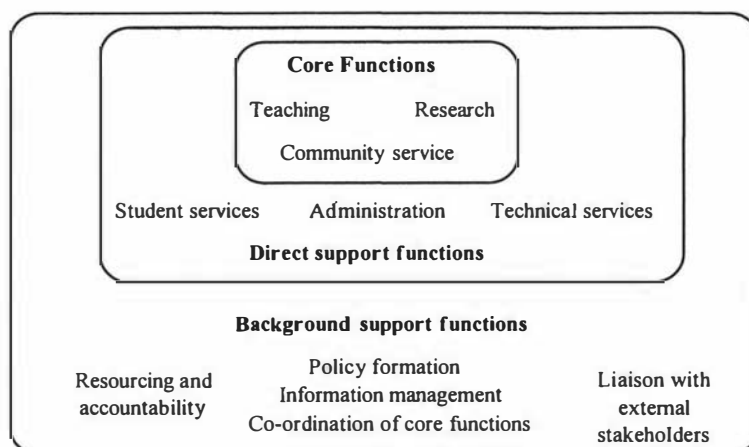 Core Functions
Teaching Research
Community service
Student services Administration Technical services
Direct support functions
Background support functions
Resourcing and
accountability
Policy formation
Information management
Co-ordination of core functions
Liaison with
external
stakeholders